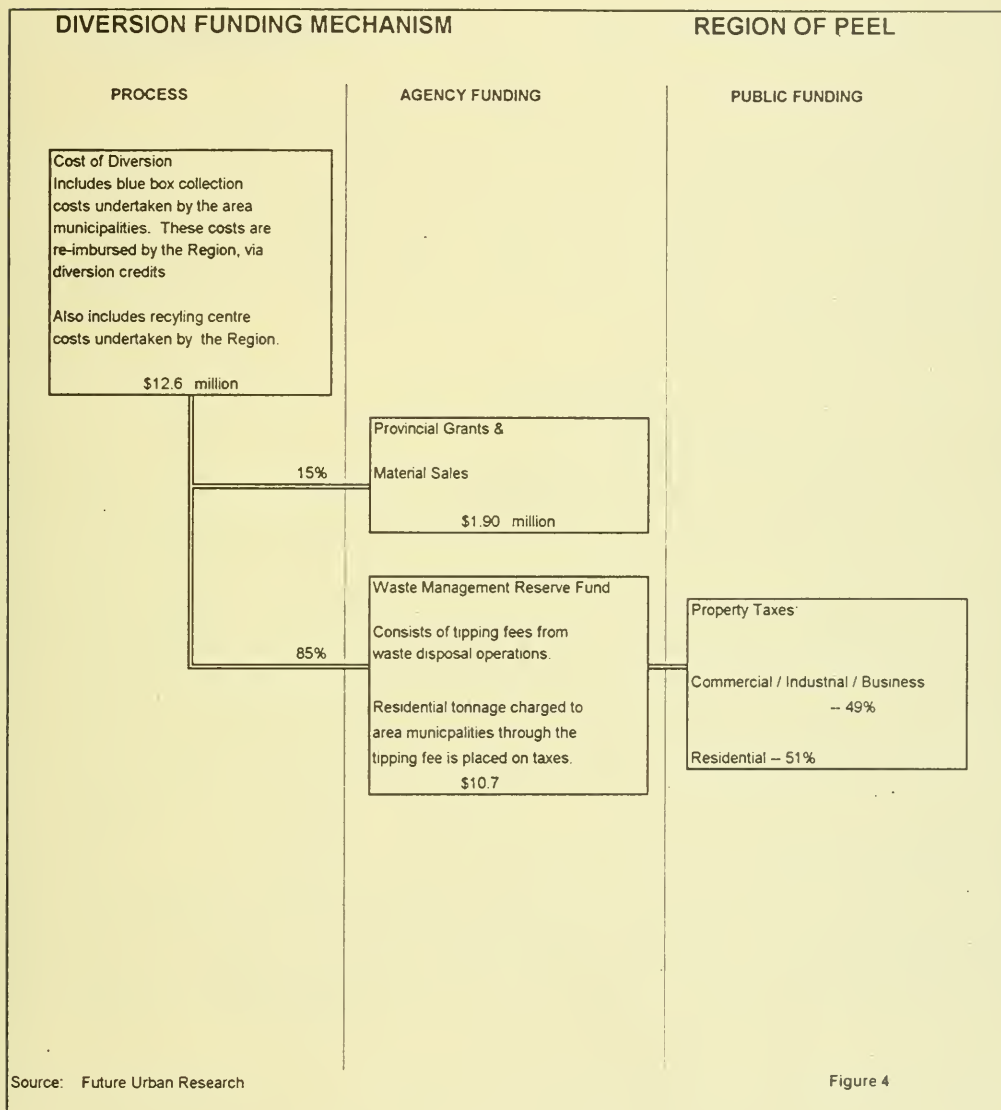 DIVERSION FUNDING MECHANISM
REGION OF PEEL
PROCESS
AGENCY FUNDING
PUBLIC FUNDING
Cost of Diversion
Includes blue box collection
costs undertaken by the area
municipalities. These costs are
re-imbursed by the Region, via
diversion credits
Also includes recyling centre
costs undertaken by the Region.
$12.6 million
15%
Provincial Grants &
Material Sales
$1.90 million
85%
Waste Management Reserve Fund
Consists of tipping fees from
waste disposal operations.
Residential tonnage charged to
area municpalities through the
tipping fee is placed on taxes.
$10.7
Property Taxes
Commercial / Industrial / Business
-- 49%
Residential -- 51%
Source: Future Urban Research
Figure 4